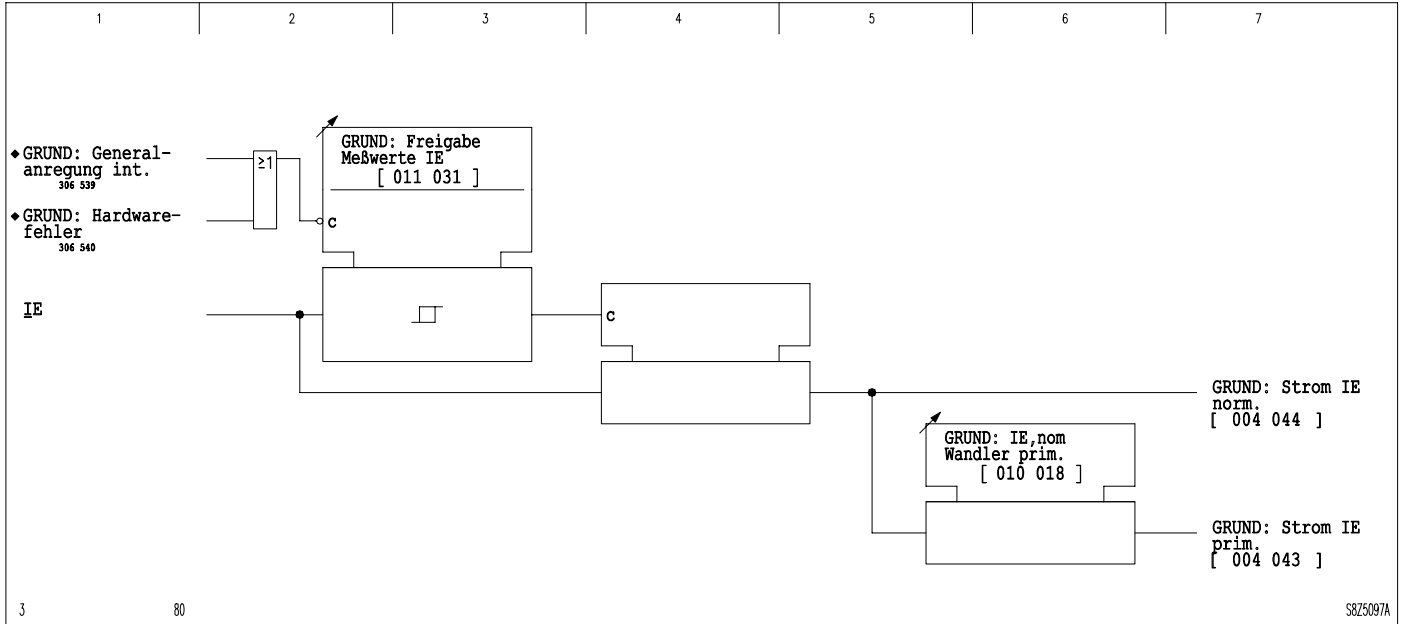 1 2 3 4 5 6 7
◆GRUND: General-
anregung int.
306 539
◆GRUND: Hardware-
fehler
306 540
IE
≥1
GRUND: Freigabe
Meßwerte IE
[ 011 031 ]
C
C
GRUND: IE,nom
Wandler prim.
[ 010 018 ]
GRUND: Strom IE
norm.
[ 004 044 ]
GRUND: Strom IE
prim.
[ 004 043 ]
3 80 S8Z5097A